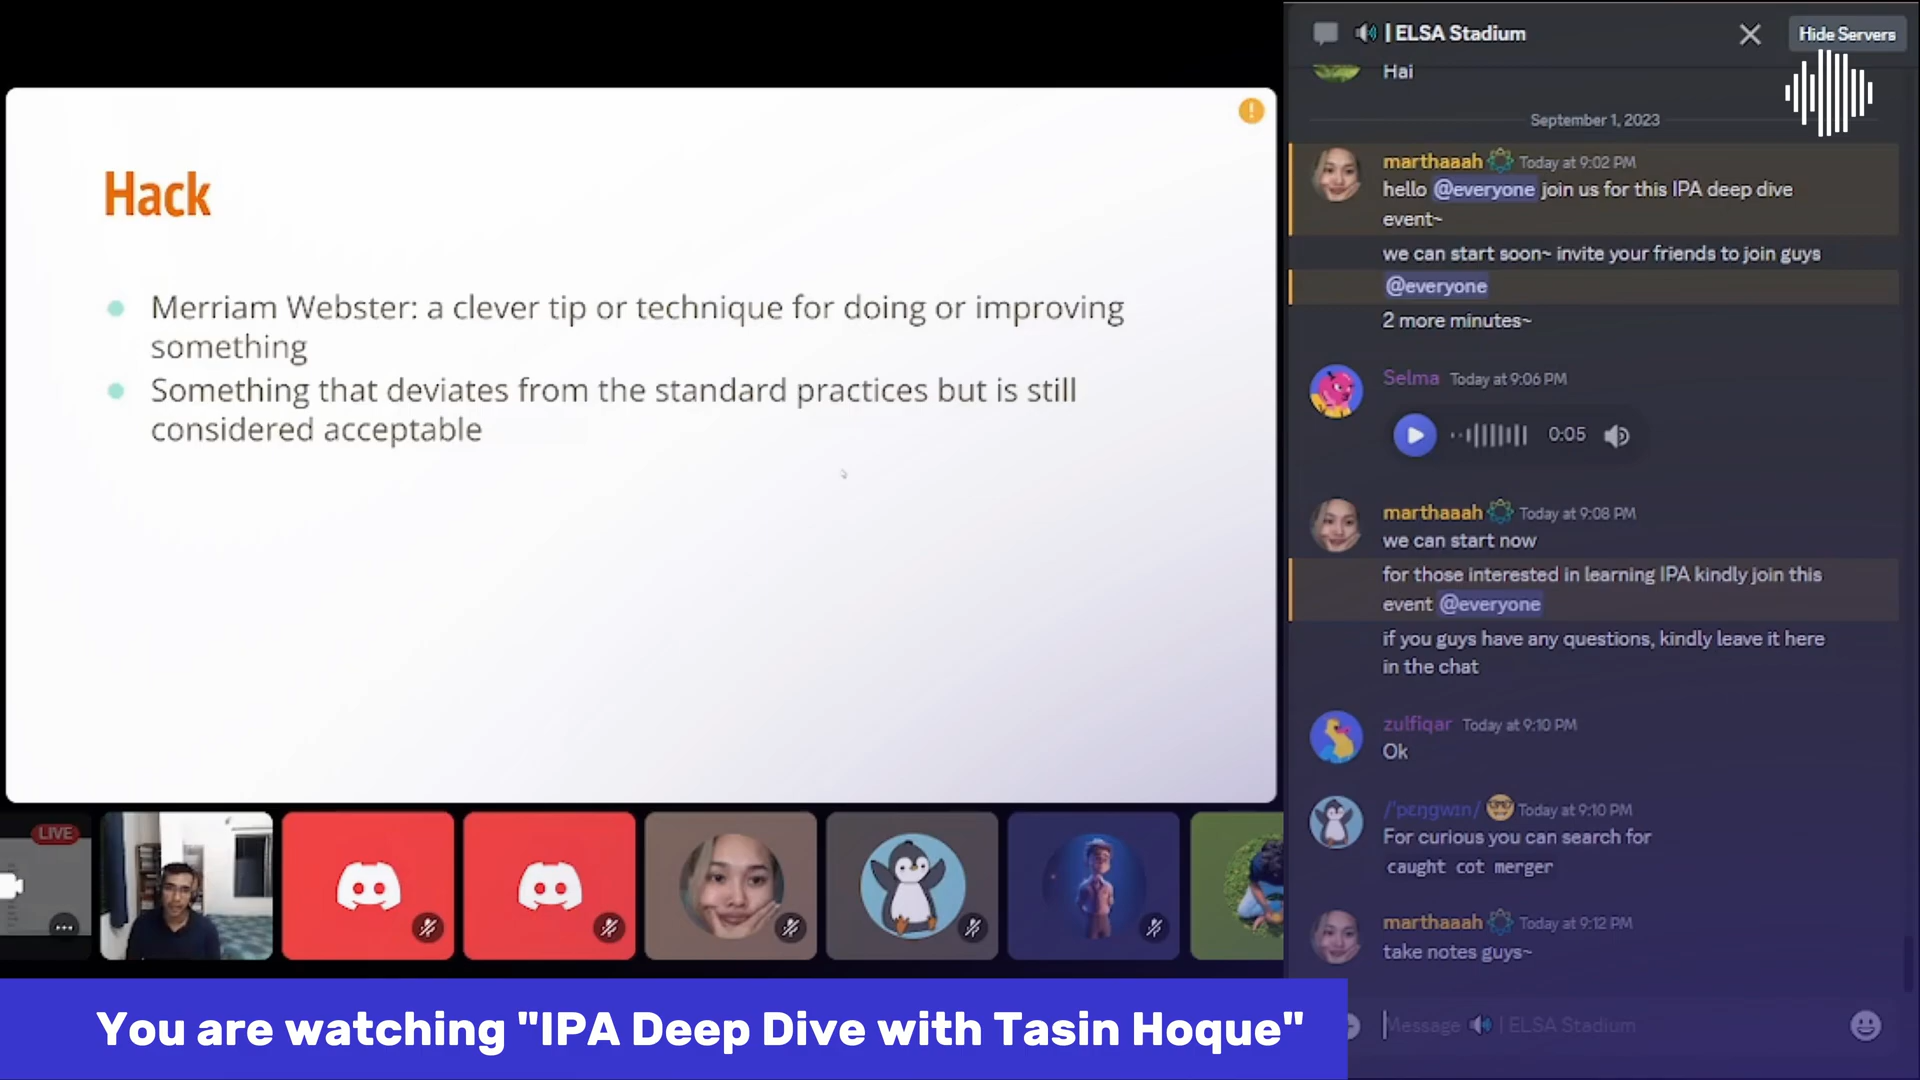 Hack
Merriam Webster: a clever tip or technique for doing or improving
something
Something that deviates from the standard practices but is still
considered acceptable
LIVE
You are watching "IPA Deep Dive with Tasin Hoque"
| ELSA Stadium
Hide Servers
Hai
September 1, 2023
marthaaah Today at 9:02 PM
hello @everyone join us for this IPA deep dive
event~
we can start soon~ invite your friends to join guys
@everyone
2 more minutes~
Selma Today at 9:06 PM
0:05
marthaaah Today at 9:08 PM
we can start now
for those interested in learning IPA kindly join this
event @everyone
if you guys have any questions, kindly leave it here
in the chat
zulfiqar Today at 9:10 PM
Ok
/ˈpɛŋgwɪn/ Today at 9:10 PM
For curious you can search for
caught cot merger
marthaaah Today at 9:12 PM
take notes guys~
Message | ELSA Stadium